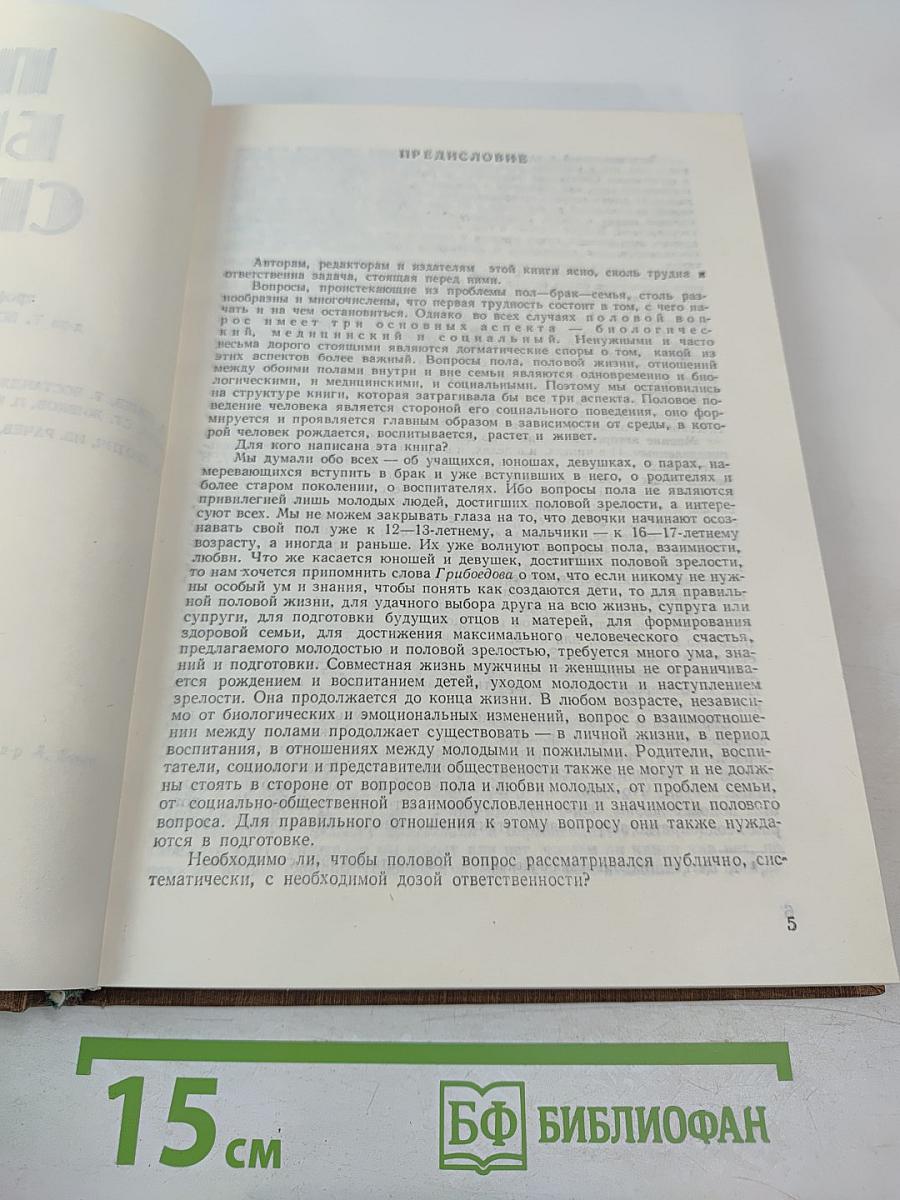 ПРЕДИСЛОВИЕ
Авторам, редакторам и издателям этой книги ясно, сколь трудна и
ответственна задача, стоящая перед ними.
Вопросы, проистекающие из проблемы пол—брак—семья, столь раз-
нообразны и многочислены, что первая трудность состоит в том, с чего на-
чать и на чем остановиться. Однако во всех случаях половой воп-
рос имеет три основных аспекта — биологичес-
кий, медицинский и социальный. Ненужными и часто
весьма дорого стоящими являются догматические споры о том, какой из
этих аспектов более важный. Вопросы пола, половой жизни, отношений
между обоими полами внутри и вне семьи являются одновременно и био-
логическими, и медицинскими, и социальными. Поэтому мы остановились
на структуре книги, которая затрагивала бы все три аспекта. Половое по-
ведение человека является стороной его социального поведения, оно фор-
мируется и проявляется главным образом в зависимости от среды, в кото-
рой человек рождается, воспитывается, растет и живет.
Для кого написана эта книга?
Мы думали обо всех — об учащихся, юношах, девушках, о парах, на-
меревающихся вступить в брак и уже вступивших в него, о родителях и
более старом поколении, о воспитателях. Ибо вопросы пола не являются
привилегией лишь молодых людей, достигших половой зрелости, а интере-
суют всех. Мы не можем закрывать глаза на то, что девочки начинают осоз-
навать свой пол уже к 12—13-летнему, а мальчики — к 16—17-летнему
возрасту, а иногда и раньше. Их уже волнуют вопросы пола, взаимности,
любви. Что же касается юношей и девушек, достигших половой зрелости,
то нам хочется припомнить слова Грибоедова о том, что если никому не нуж-
ны особый ум и знания, чтобы понять как создаются дети, то для правиль-
ной половой жизни, для удачного выбора друга на всю жизнь, супруга или
супруги, для подготовки будущих отцов и матерей, для формирования
здоровой семьи, для достижения максимального человеческого счастья,
предлагаемого молодостью и половой зрелостью, требуется много ума, зна-
ний и подготовки. Совместная жизнь мужчины и женщины не ограничива-
ется рождением и воспитанием детей, уходом молодости и наступлением
зрелости. Она продолжается до конца жизни. В любом возрасте, независи-
мо от биологических и эмоциональных изменений, вопрос о взаимоотноше-
нии между полами продолжает существовать — в личной жизни, в период
воспитания, в отношениях между молодыми и пожилыми. Родители, воспи-
татели, социологи и представители обществености также не могут и не долж-
ны стоять в стороне от вопросов пола и любви молодых, от проблем семьи,
от социально-общественной взаимообусловленности и значимости полового
вопроса. Для правильного отношения к этому вопросу они также нужда-
ются в подготовке.
Необходимо ли, чтобы половой вопрос рассматривался публично, сис-
тематически, с необходимой дозой ответственности?
5
15 см
БФ БИБЛИОФАН